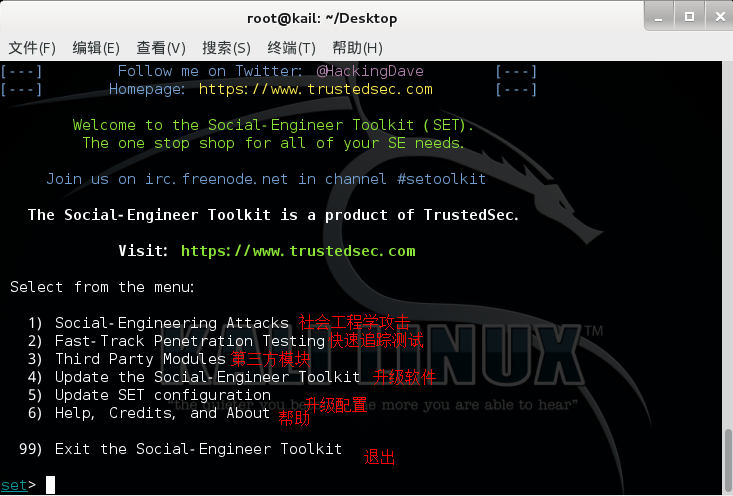 root@kail: ~/Desktop
文件(F) 编辑(E) 查看(V) 搜索(S) 终端(T) 帮助(H)
[---] Follow me on Twitter: @HackingDave [---]
[---] Homepage: https://www.trustedsec.com [---]
Welcome to the Social-Engineer Toolkit (SET).
The one stop shop for all of your SE needs.
Join us on irc.freenode.net in channel #setoolkit
The Social-Engineer Toolkit is a product of TrustedSec.
Visit: https://www.trustedsec.com
Select from the menu:
1) Social-Engineering Attacks 社会工程学攻击
2) Fast-Track Penetration Testing 快速追踪测试
3) Third Party Modules 第三方模块
4) Update the Social-Engineer Toolkit 升级软件
5) Update SET configuration 升级配置
6) Help, Credits, and About 帮助
99) Exit the Social-Engineer Toolkit 退出
set>
KALI LINUX™
"the quieter you be the more you are able to hear"